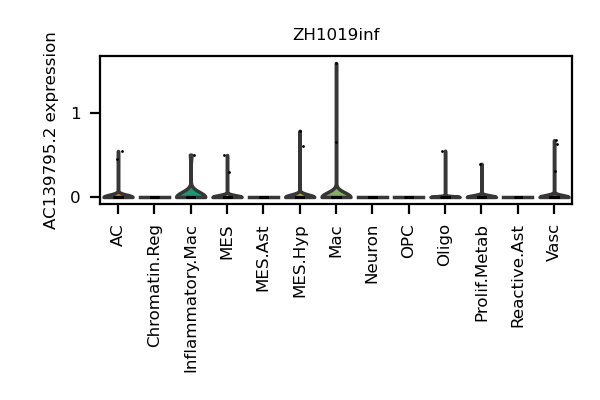 ZH1019inf
AC139795.2 expression
1
0
AC
Chromatin.Reg
Inflammatory.Mac
MES
MES.Ast
MES.Hyp
Mac
Neuron
OPC
Oligo
Prolif.Metab
Reactive.Ast
Vasc